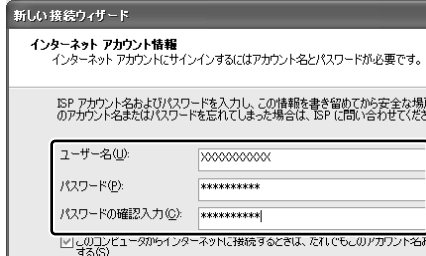 新しい接続ウィザード
インターネット アカウント情報
インターネット アカウントにサインインするにはアカウント名とパスワードが必要です。
ISP アカウント名およびパスワードを入力し、この情報を書き留めてから安全な場
のアカウント名またはパスワードを忘れてしまった場合は、ISP に問い合わせてくだ
ユーザー名(U):
XXXXXXXXXX
パスワード(P):
**********
パスワードの確認入力(C):
**********
このコンピュータからインターネットに接続するときは、だれでもこのアカウント名
する(S)